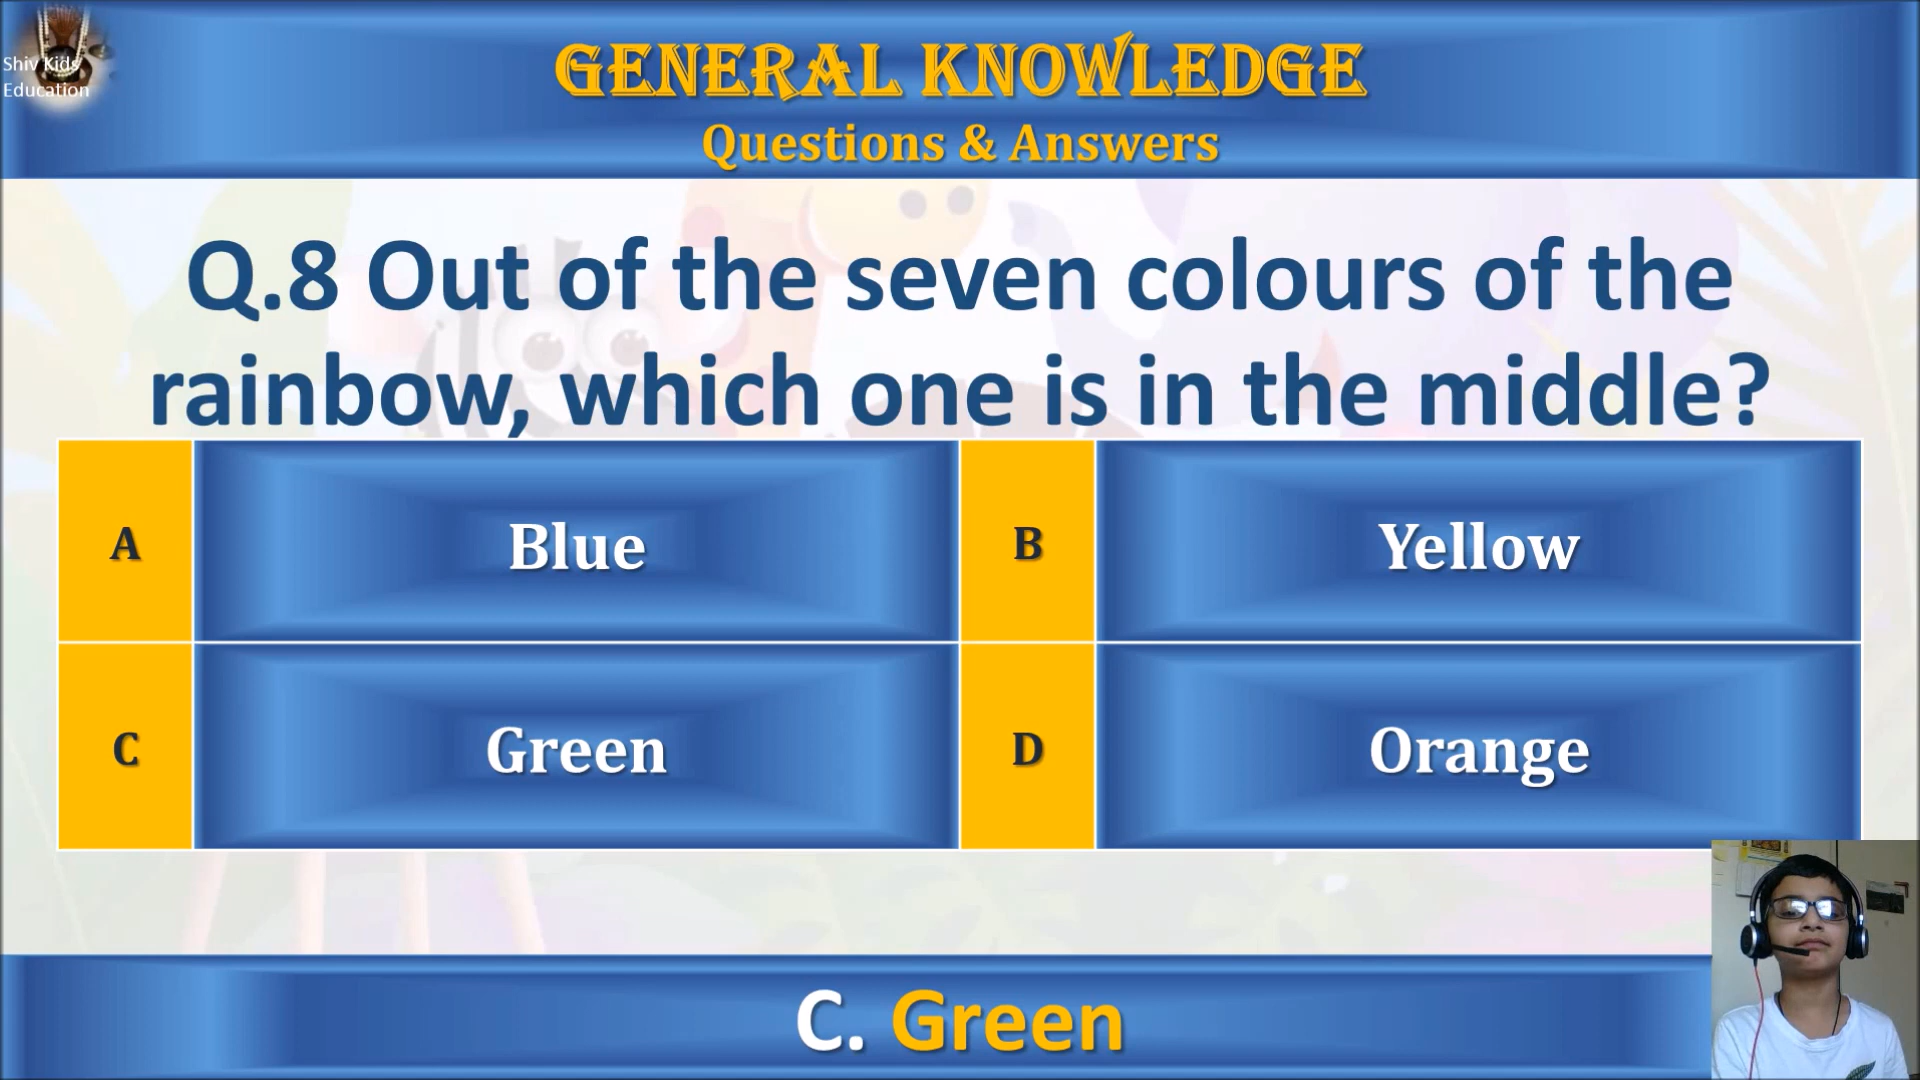 Shiv Kids
Education
GENERAL KNOWLEDGE
Questions & Answers
Q.8 Out of the seven colours of the
rainbow, which one is in the middle?
A Blue B Yellow
C Green D Orange
C. Green